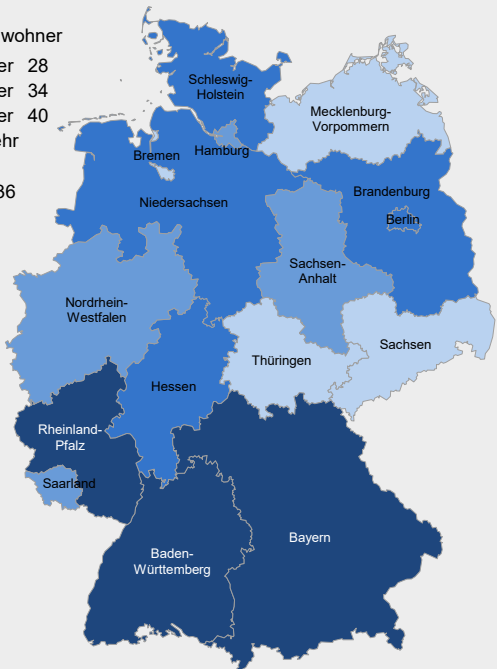 wohner
er 28
er 34
er 40
ehr
36
Schleswig-
Holstein
Mecklenburg-
Vorpommern
Hamburg
Bremen
Brandenburg
Niedersachsen
Berlin
Sachsen-
Anhalt
Nordrhein-
Westfalen
Sachsen
Thüringen
Hessen
Rheinland-
Pfalz
Saarland
Bayern
Baden-
Württemberg